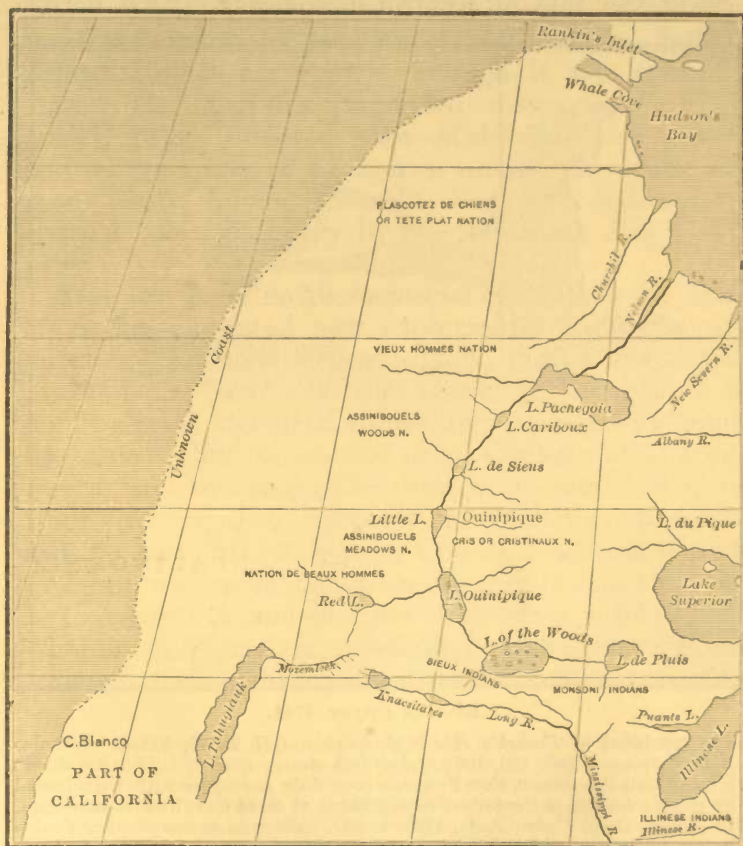 Rankin's Inlet
Whale Cove
Hudson's
Bay
PLASCOTEZ DE CHIENS
OR TETE PLAT NATION
Churchil R.
Nelson R.
New Severn R.
Unknown Coast
VIEUX HOMMES NATION
L. Pachegoia
L. Cariboux
ASSINIBOUELS
WOODS N.
Albany R.
L. de Siens
Little L. Ouinipique
L. du Pique
ASSINIBOUELS
MEADOWS N.
CRIS OR CRISTINAUX N.
NATION DE BEAUX HOMMES
Lake
Superior
Red L.
L. Ouinipique
L. of the Woods
L. de Pluis
SIEUX INDIANS
MONSONI INDIANS
L. Tahuglauk
Knacsitares
Long R.
Puants L.
Illinese L.
C. Blanco
PART OF
CALIFORNIA
Mississippi R
ILLINESE INDIANS
Illinese R.